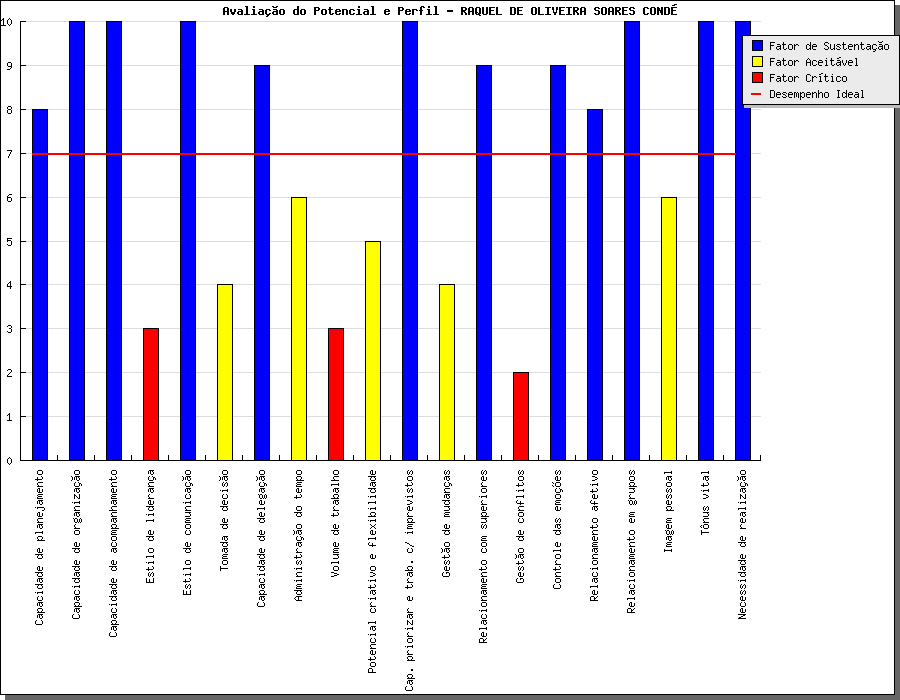 Avaliação do Potencial e Perfil - RAQUEL DE OLIVEIRA SOARES CONDÉ
10
9
8
7
6
5
4
3
2
1
0
Fator de Sustentação
Fator Aceitável
Fator Crítico
Desempenho Ideal
Capacidade de planejamento
Capacidade de organização
Capacidade de acompanhamento
Estilo de liderança
Estilo de comunicação
Tomada de decisão
Capacidade de delegação
Administração do tempo
Volume de trabalho
Potencial criativo e flexibilidade
Cap. priorizar e trab. c/ imprevistos
Gestão de mudanças
Relacionamento com superiores
Gestão de conflitos
Controle das emoções
Relacionamento afetivo
Relacionamento em grupos
Imagem pessoal
Tônus vital
Necessidade de realização